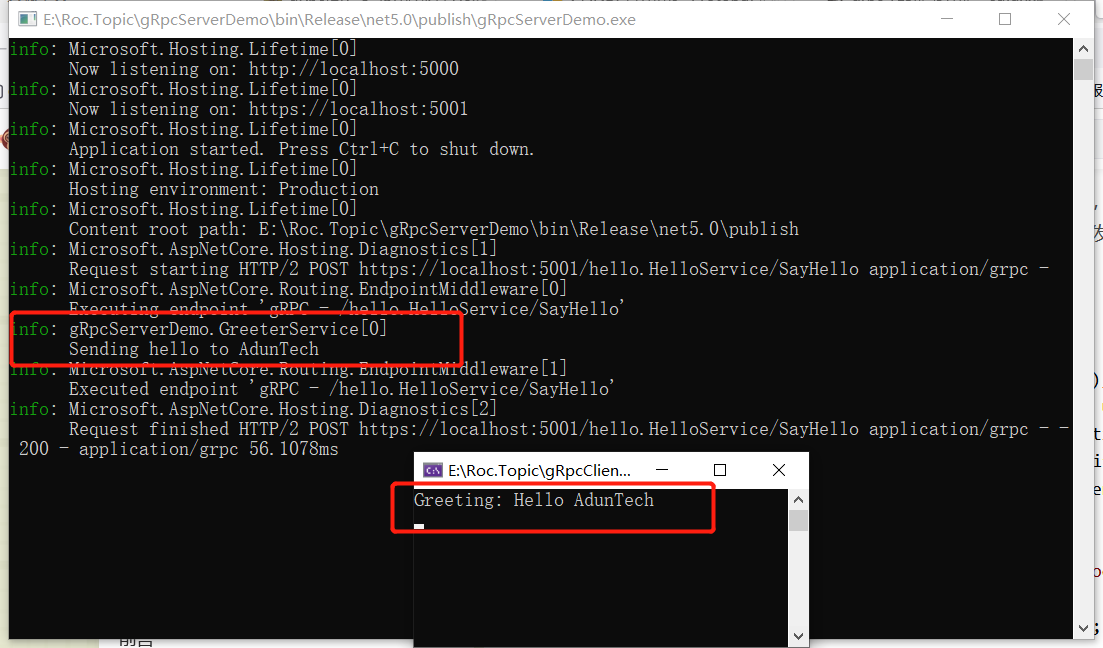 E:\Roc.Topic\gRpcServerDemo\bin\Release\net5.0\publish\gRpcServerDemo.exe
info: Microsoft.Hosting.Lifetime[0]
Now listening on: http://localhost:5000
info: Microsoft.Hosting.Lifetime[0]
Now listening on: https://localhost:5001
info: Microsoft.Hosting.Lifetime[0]
Application started. Press Ctrl+C to shut down.
info: Microsoft.Hosting.Lifetime[0]
Hosting environment: Production
info: Microsoft.Hosting.Lifetime[0]
Content root path: E:\Roc.Topic\gRpcServerDemo\bin\Release\net5.0\publish
info: Microsoft.AspNetCore.Hosting.Diagnostics[1]
Request starting HTTP/2 POST https://localhost:5001/hello.HelloService/SayHello application/grpc -
info: Microsoft.AspNetCore.Routing.EndpointMiddleware[0]
Executing endpoint 'gRPC - /hello.HelloService/SayHello'
info: gRpcServerDemo.GreeterService[0]
Sending hello to AdunTech
info: Microsoft.AspNetCore.Routing.EndpointMiddleware[1]
Executed endpoint 'gRPC - /hello.HelloService/SayHello'
info: Microsoft.AspNetCore.Hosting.Diagnostics[2]
Request finished HTTP/2 POST https://localhost:5001/hello.HelloService/SayHello application/grpc - -
200 - application/grpc 56.1078ms
E:\Roc.Topic\gRpcClien...
Greeting: Hello AdunTech